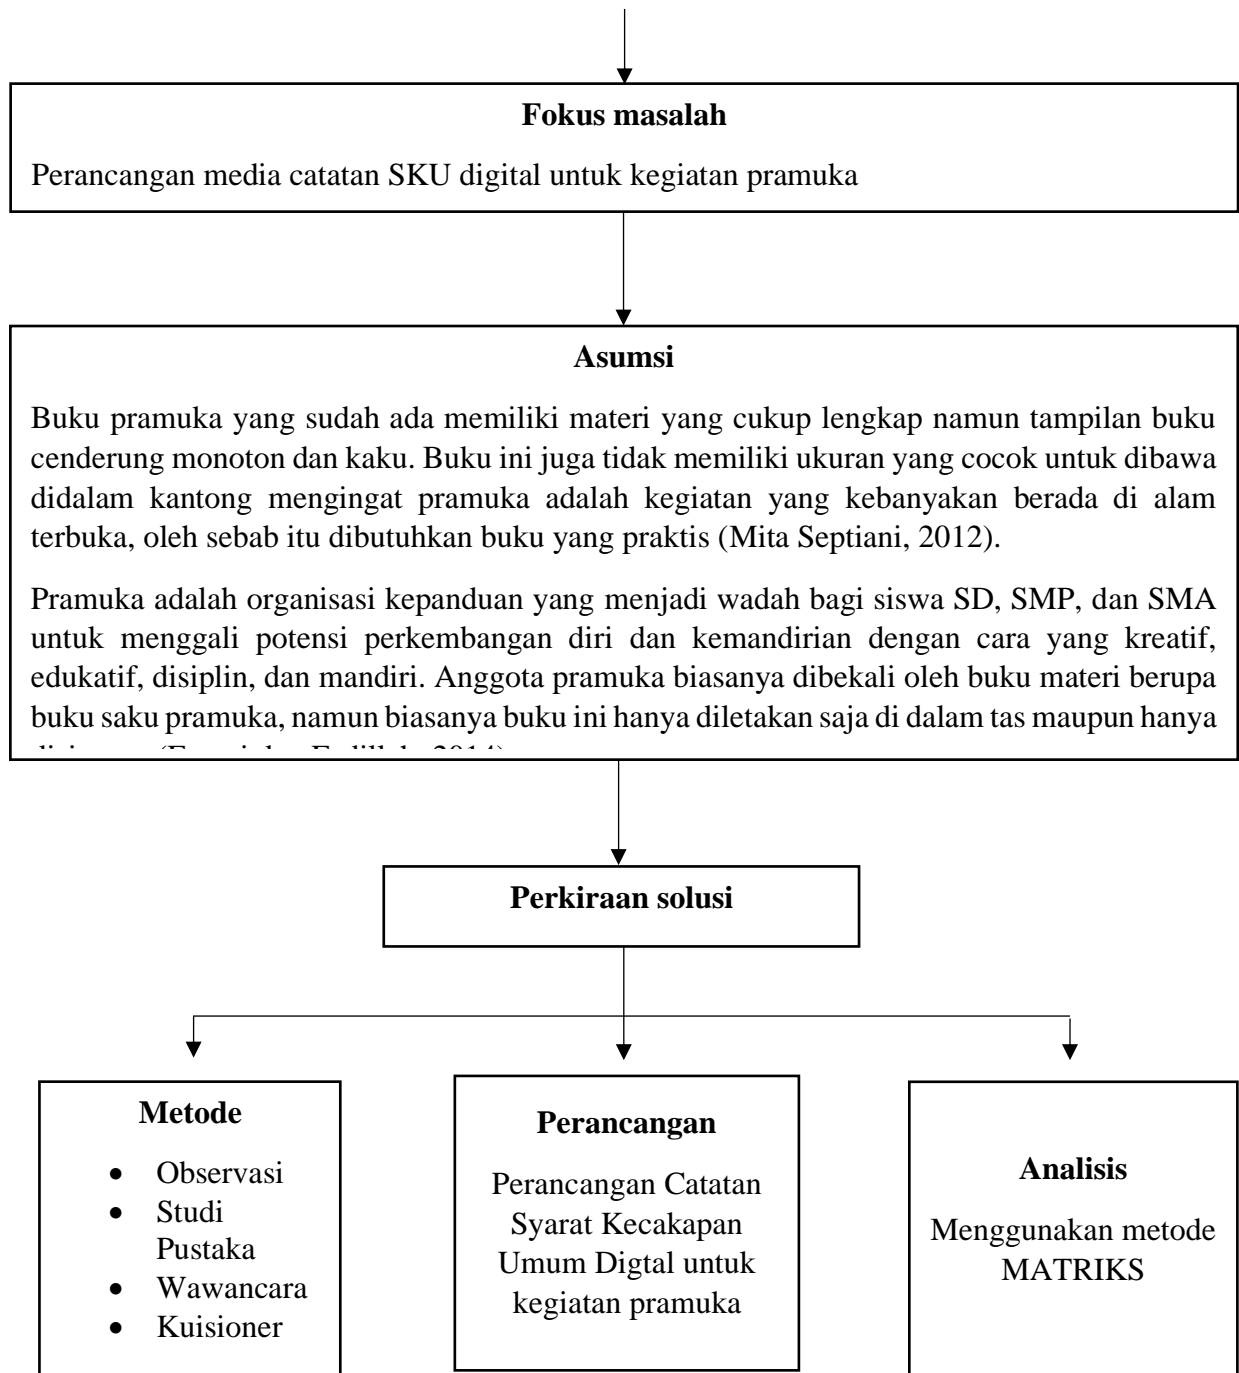 Fokus masalah
Perancangan media catatan SKU digital untuk kegiatan pramuka
Asumsi
Buku pramuka yang sudah ada memiliki materi yang cukup lengkap namun tampilan buku
cenderung monoton dan kaku. Buku ini juga tidak memiliki ukuran yang cocok untuk dibawa
didalam kantong mengingat pramuka adalah kegiatan yang kebanyakan berada di alam
terbuka, oleh sebab itu dibutuhkan buku yang praktis (Mita Septiani, 2012).
Pramuka adalah organisasi kepanduan yang menjadi wadah bagi siswa SD, SMP, dan SMA
untuk menggali potensi perkembangan diri dan kemandirian dengan cara yang kreatif,
edukatif, disiplin, dan mandiri. Anggota pramuka biasanya dibekali oleh buku materi berupa
buku saku pramuka, namun biasanya buku ini hanya diletakan saja di dalam tas maupun hanya
Perkiraan solusi
Metode
• Observasi
• Studi
Pustaka
• Wawancara
• Kuisioner
Perancangan
Perancangan Catatan
Syarat Kecakapan
Umum Digtal untuk
kegiatan pramuka
Analisis
Menggunakan metode
MATRIKS